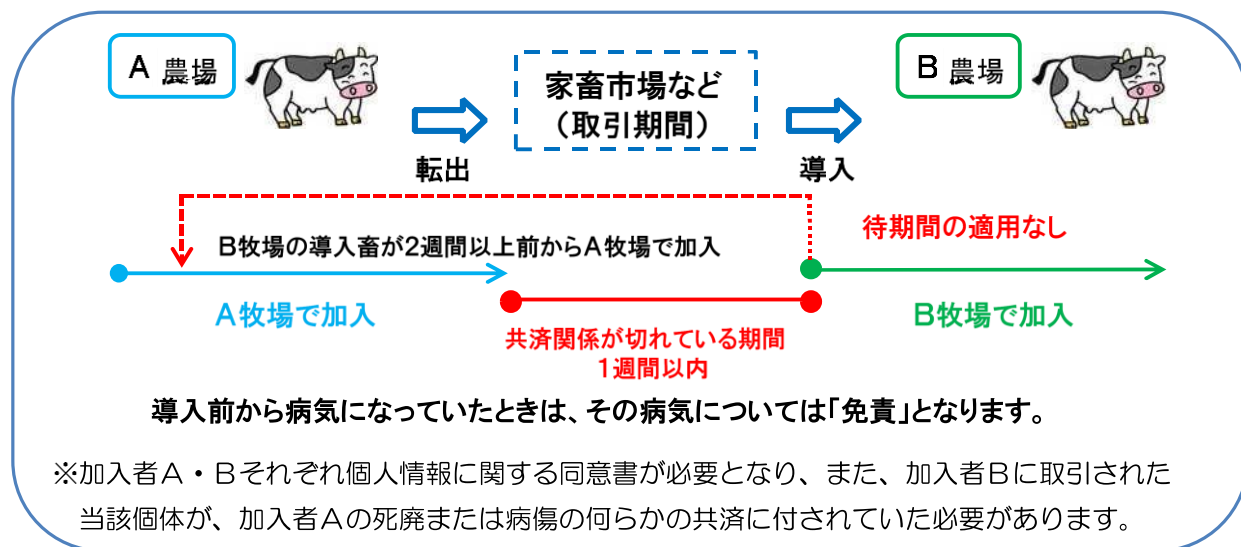 A 農場
家畜市場など
（取引期間）
B 農場
転出
導入
B牧場の導入畜が2週間以上前からA牧場で加入
待期間の適用なし
A牧場で加入
B牧場で加入
共済関係が切れている期間
1週間以内
導入前から病気になっていたときは、その病気については「免責」となります。
※加入者A・Bそれぞれ個人情報に関する同意書が必要となり、また、加入者Bに取引された
当該個体が、加入者Aの死廃または病傷の何らかの共済に付されていた必要があります。